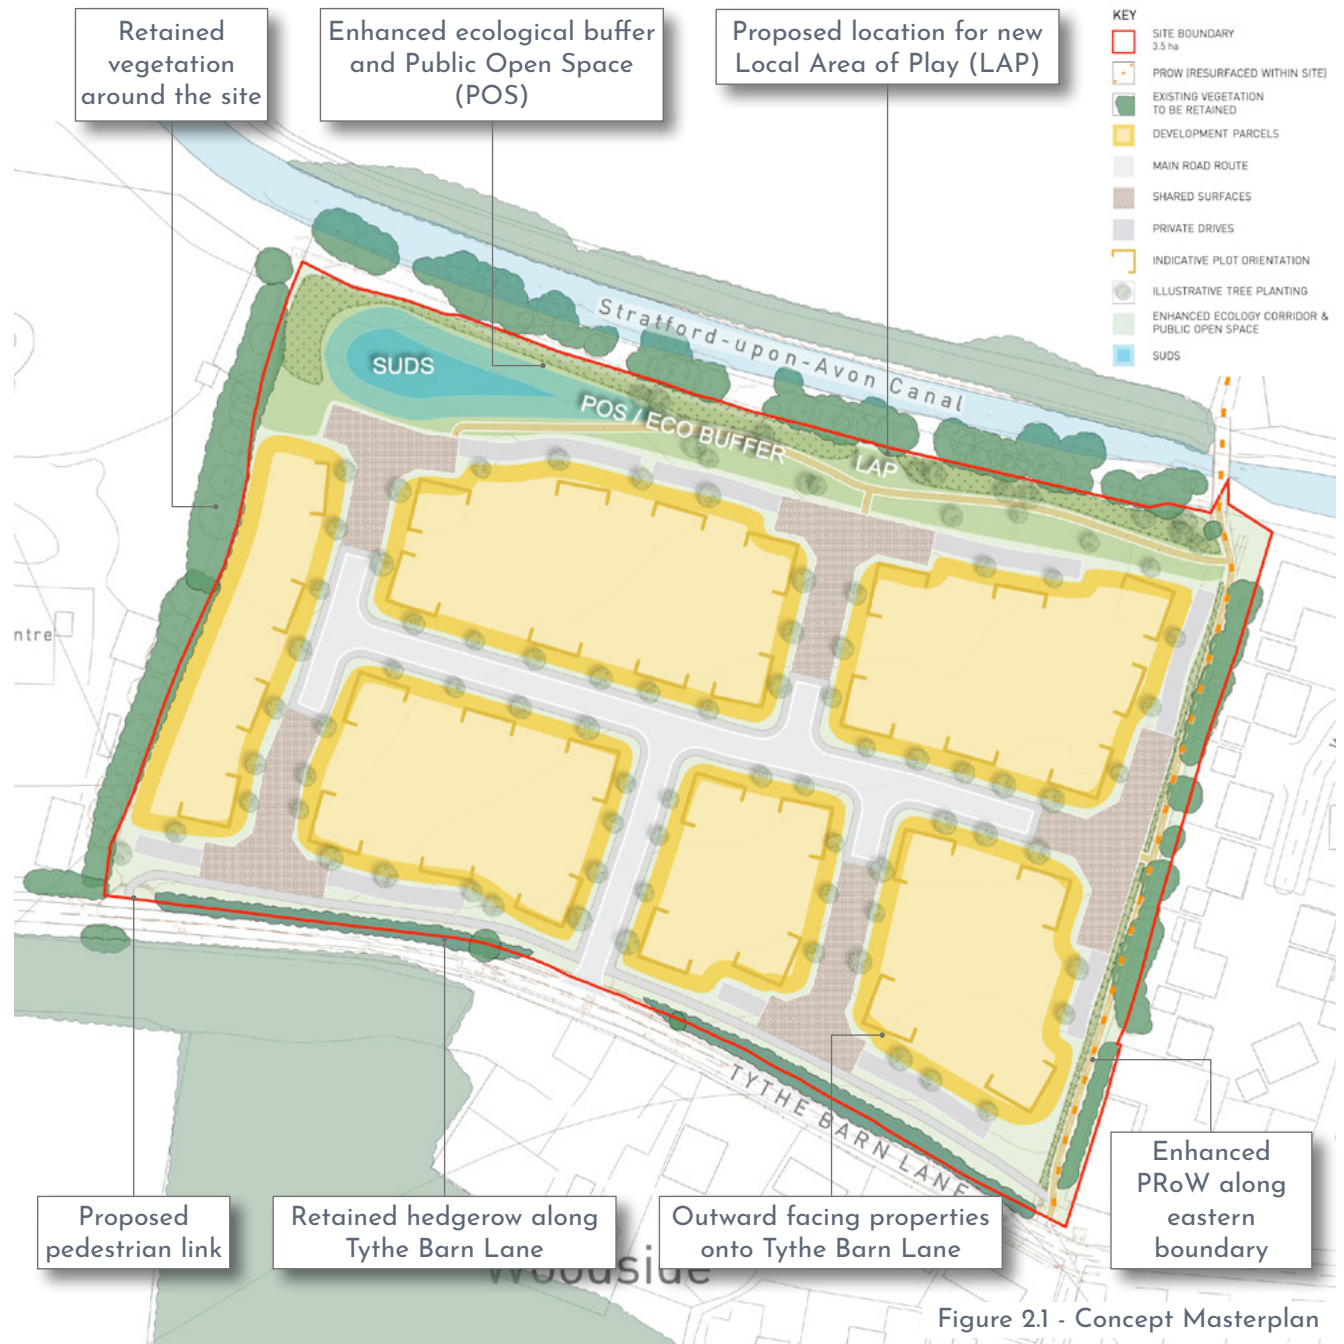 Retained
vegetation
around the site
Enhanced ecological buffer
and Public Open Space
(POS)
Proposed location for new
Local Area of Play (LAP)
KEY
SITE BOUNDARY
3.5 ha
PROW (RESURFACED WITHIN SITE)
EXISTING VEGETATION
TO BE RETAINED
DEVELOPMENT PARCELS
MAIN ROAD ROUTE
SHARED SURFACES
PRIVATE DRIVES
INDICATIVE PLOT ORIENTATION
ILLUSTRATIVE TREE PLANTING
ENHANCED ECOLOGY CORRIDOR &
PUBLIC OPEN SPACE
SUDS
Stratford-upon-Avon Canal
SUDS
POS / ECO BUFFER
LAP
ntre
TYTHE BARN LANE
Proposed
pedestrian link
Retained hedgerow along
Tythe Barn Lane
Outward facing properties
onto Tythe Barn Lane
Enhanced
PRoW along
eastern
boundary
Woodside
Figure 2.1 - Concept Masterplan